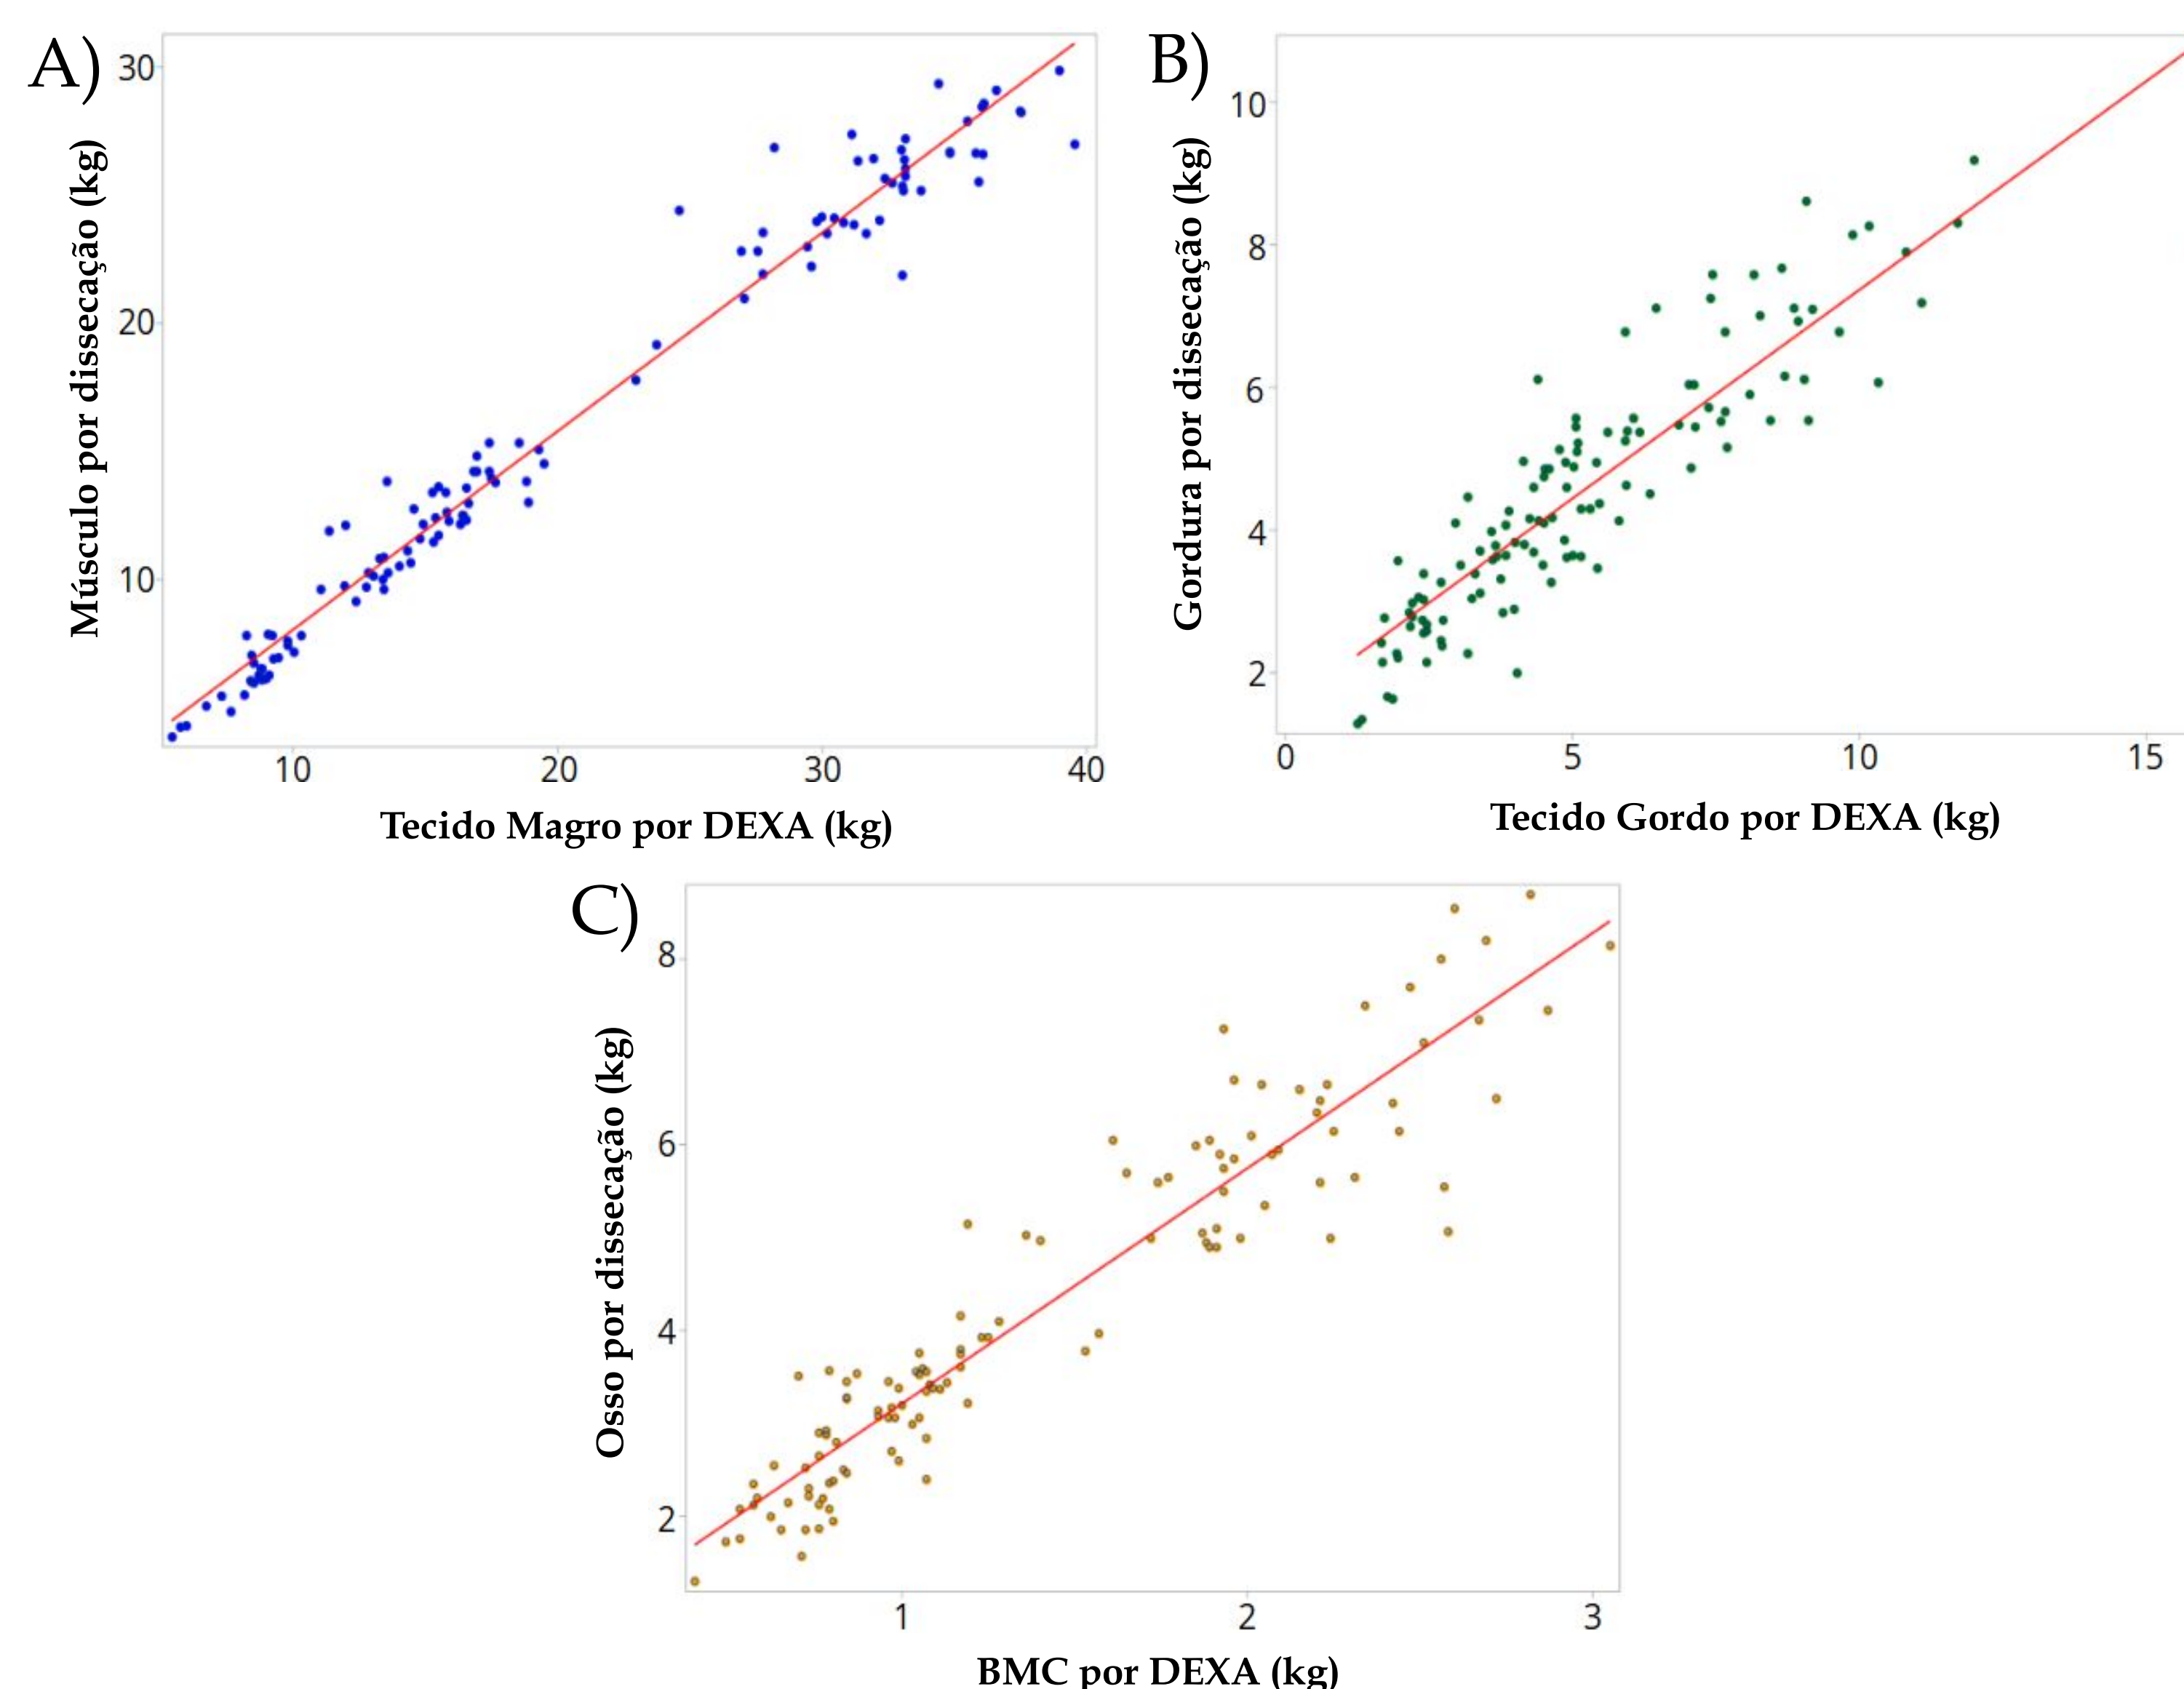 A)
30
20
10
Músculo por dissecação (kg)
10 20 30 40
Tecido Magro por DEXA (kg)
B)
10
8
6
4
2
Gordura por dissecação (kg)
0 5 10 15
Tecido Gordo por DEXA (kg)
C)
8
6
4
2
Osso por dissecação (kg)
1 2 3
BMC por DEXA (kg)